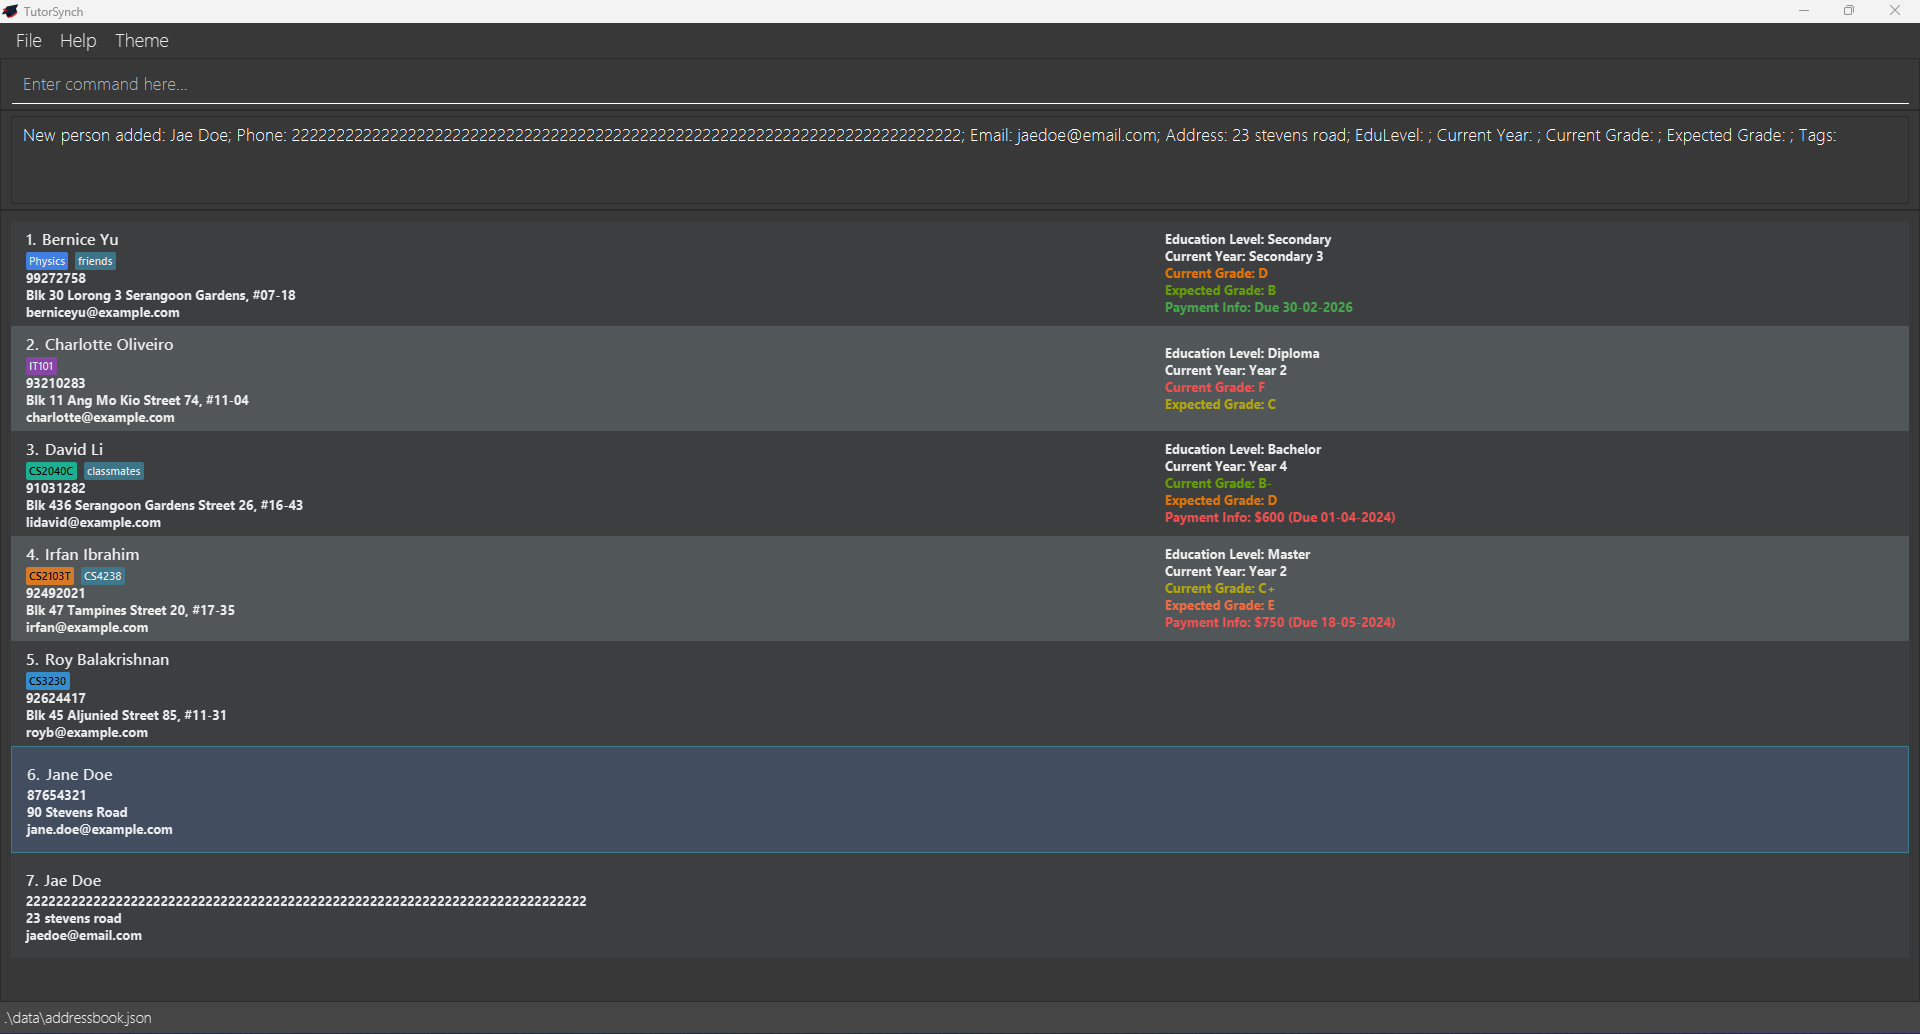 TutorSynch
File Help Theme
Enter command here...
New person added: Jae Doe; Phone: 222222222222222222222222222222222222222222222222222222222222222222222222222; Email: jaedoe@email.com; Address: 23 stevens road; EduLevel: ; Current Year: ; Current Grade: ; Expected Grade: ; Tags:
1. Bernice Yu
Physics friends
99272758
Blk 30 Lorong 3 Serangoon Gardens, #07-18
berniceyu@example.com
Education Level: Secondary
Current Year: Secondary 3
Current Grade: D
Expected Grade: B
Payment Info: Due 30-02-2026
2. Charlotte Oliveiro
IT101
93210283
Blk 11 Ang Mo Kio Street 74, #11-04
charlotte@example.com
Education Level: Diploma
Current Year: Year 2
Current Grade: F
Expected Grade: C
3. David Li
CS2040C classmates
91031282
Blk 436 Serangoon Gardens Street 26, #16-43
lidavid@example.com
Education Level: Bachelor
Current Year: Year 4
Current Grade: B-
Expected Grade: D
Payment Info: $600 (Due 01-04-2024)
4. Irfan Ibrahim
CS2103T CS4238
92492021
Blk 47 Tampines Street 20, #17-35
irfan@example.com
Education Level: Master
Current Year: Year 2
Current Grade: C+
Expected Grade: E
Payment Info: $750 (Due 18-05-2024)
5. Roy Balakrishnan
CS3230
92624417
Blk 45 Aljunied Street 85, #11-31
royb@example.com
6. Jane Doe
87654321
90 Stevens Road
jane.doe@example.com
7. Jae Doe
222222222222222222222222222222222222222222222222222222222222222222222222222
23 stevens road
jaedoe@email.com
.\data\addressbook.json